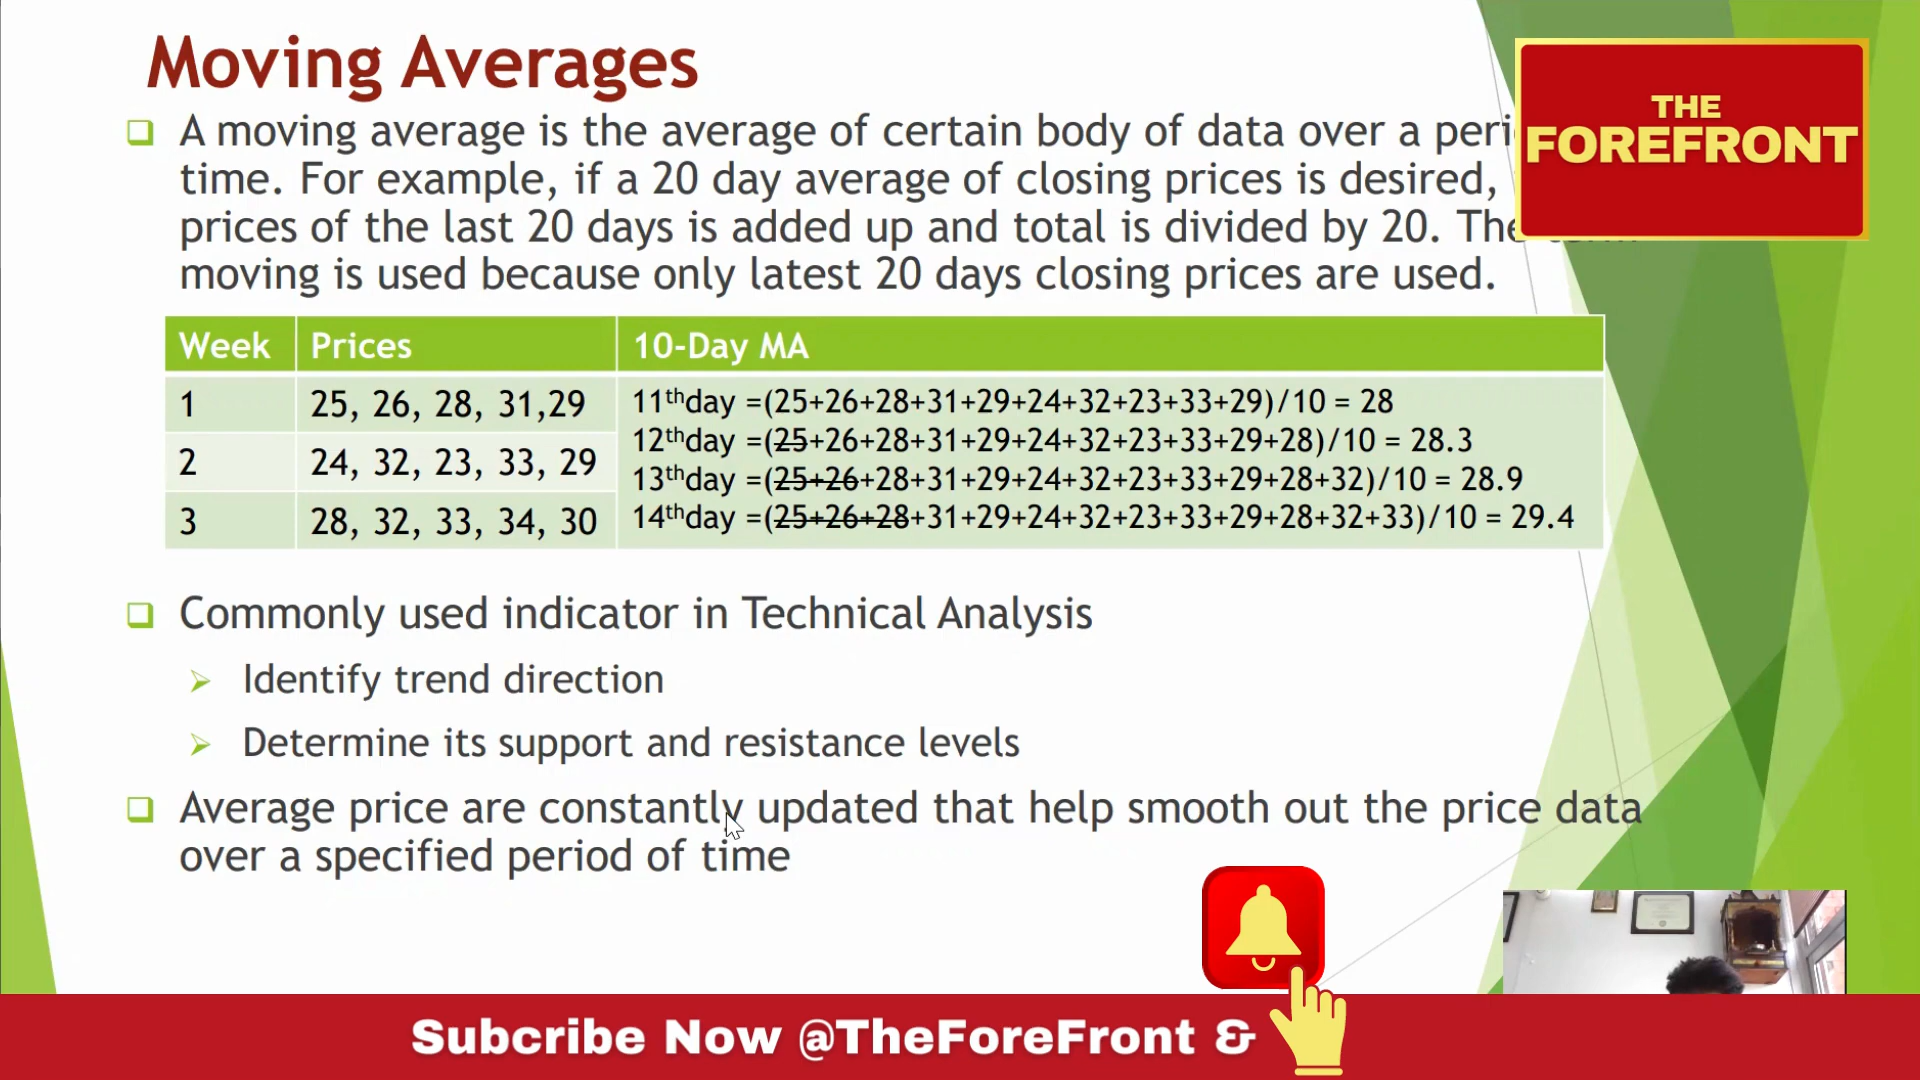 Moving Averages
THE
FOREFRONT
A moving average is the average of certain body of data over a
time. For example, if a 20 day average of closing prices is desired,
prices of the last 20 days is added up and total is divided by 20. The
moving is used because only latest 20 days closing prices are used.
Week Prices 10-Day MA
1 25, 26, 28, 31,29
2 24, 32, 23, 33, 29
3 28, 32, 33, 34, 30
11thday =(25+26+28+31+29+24+32+23+33+29)/10 = 28
12thday =(25+26+28+31+29+24+32+23+33+29+28)/10 = 28.3
13thday =(25+26+28+31+29+24+32+23+33+29+28+32)/10 = 28.9
14thday =(25+26+28+31+29+24+32+23+33+29+28+32+33)/10 = 29.4
Commonly used indicator in Technical Analysis
Identify trend direction
Determine its support and resistance levels
Average price are constantly updated that help smooth out the price data
over a specified period of time
Subcribe Now @TheForeFront &